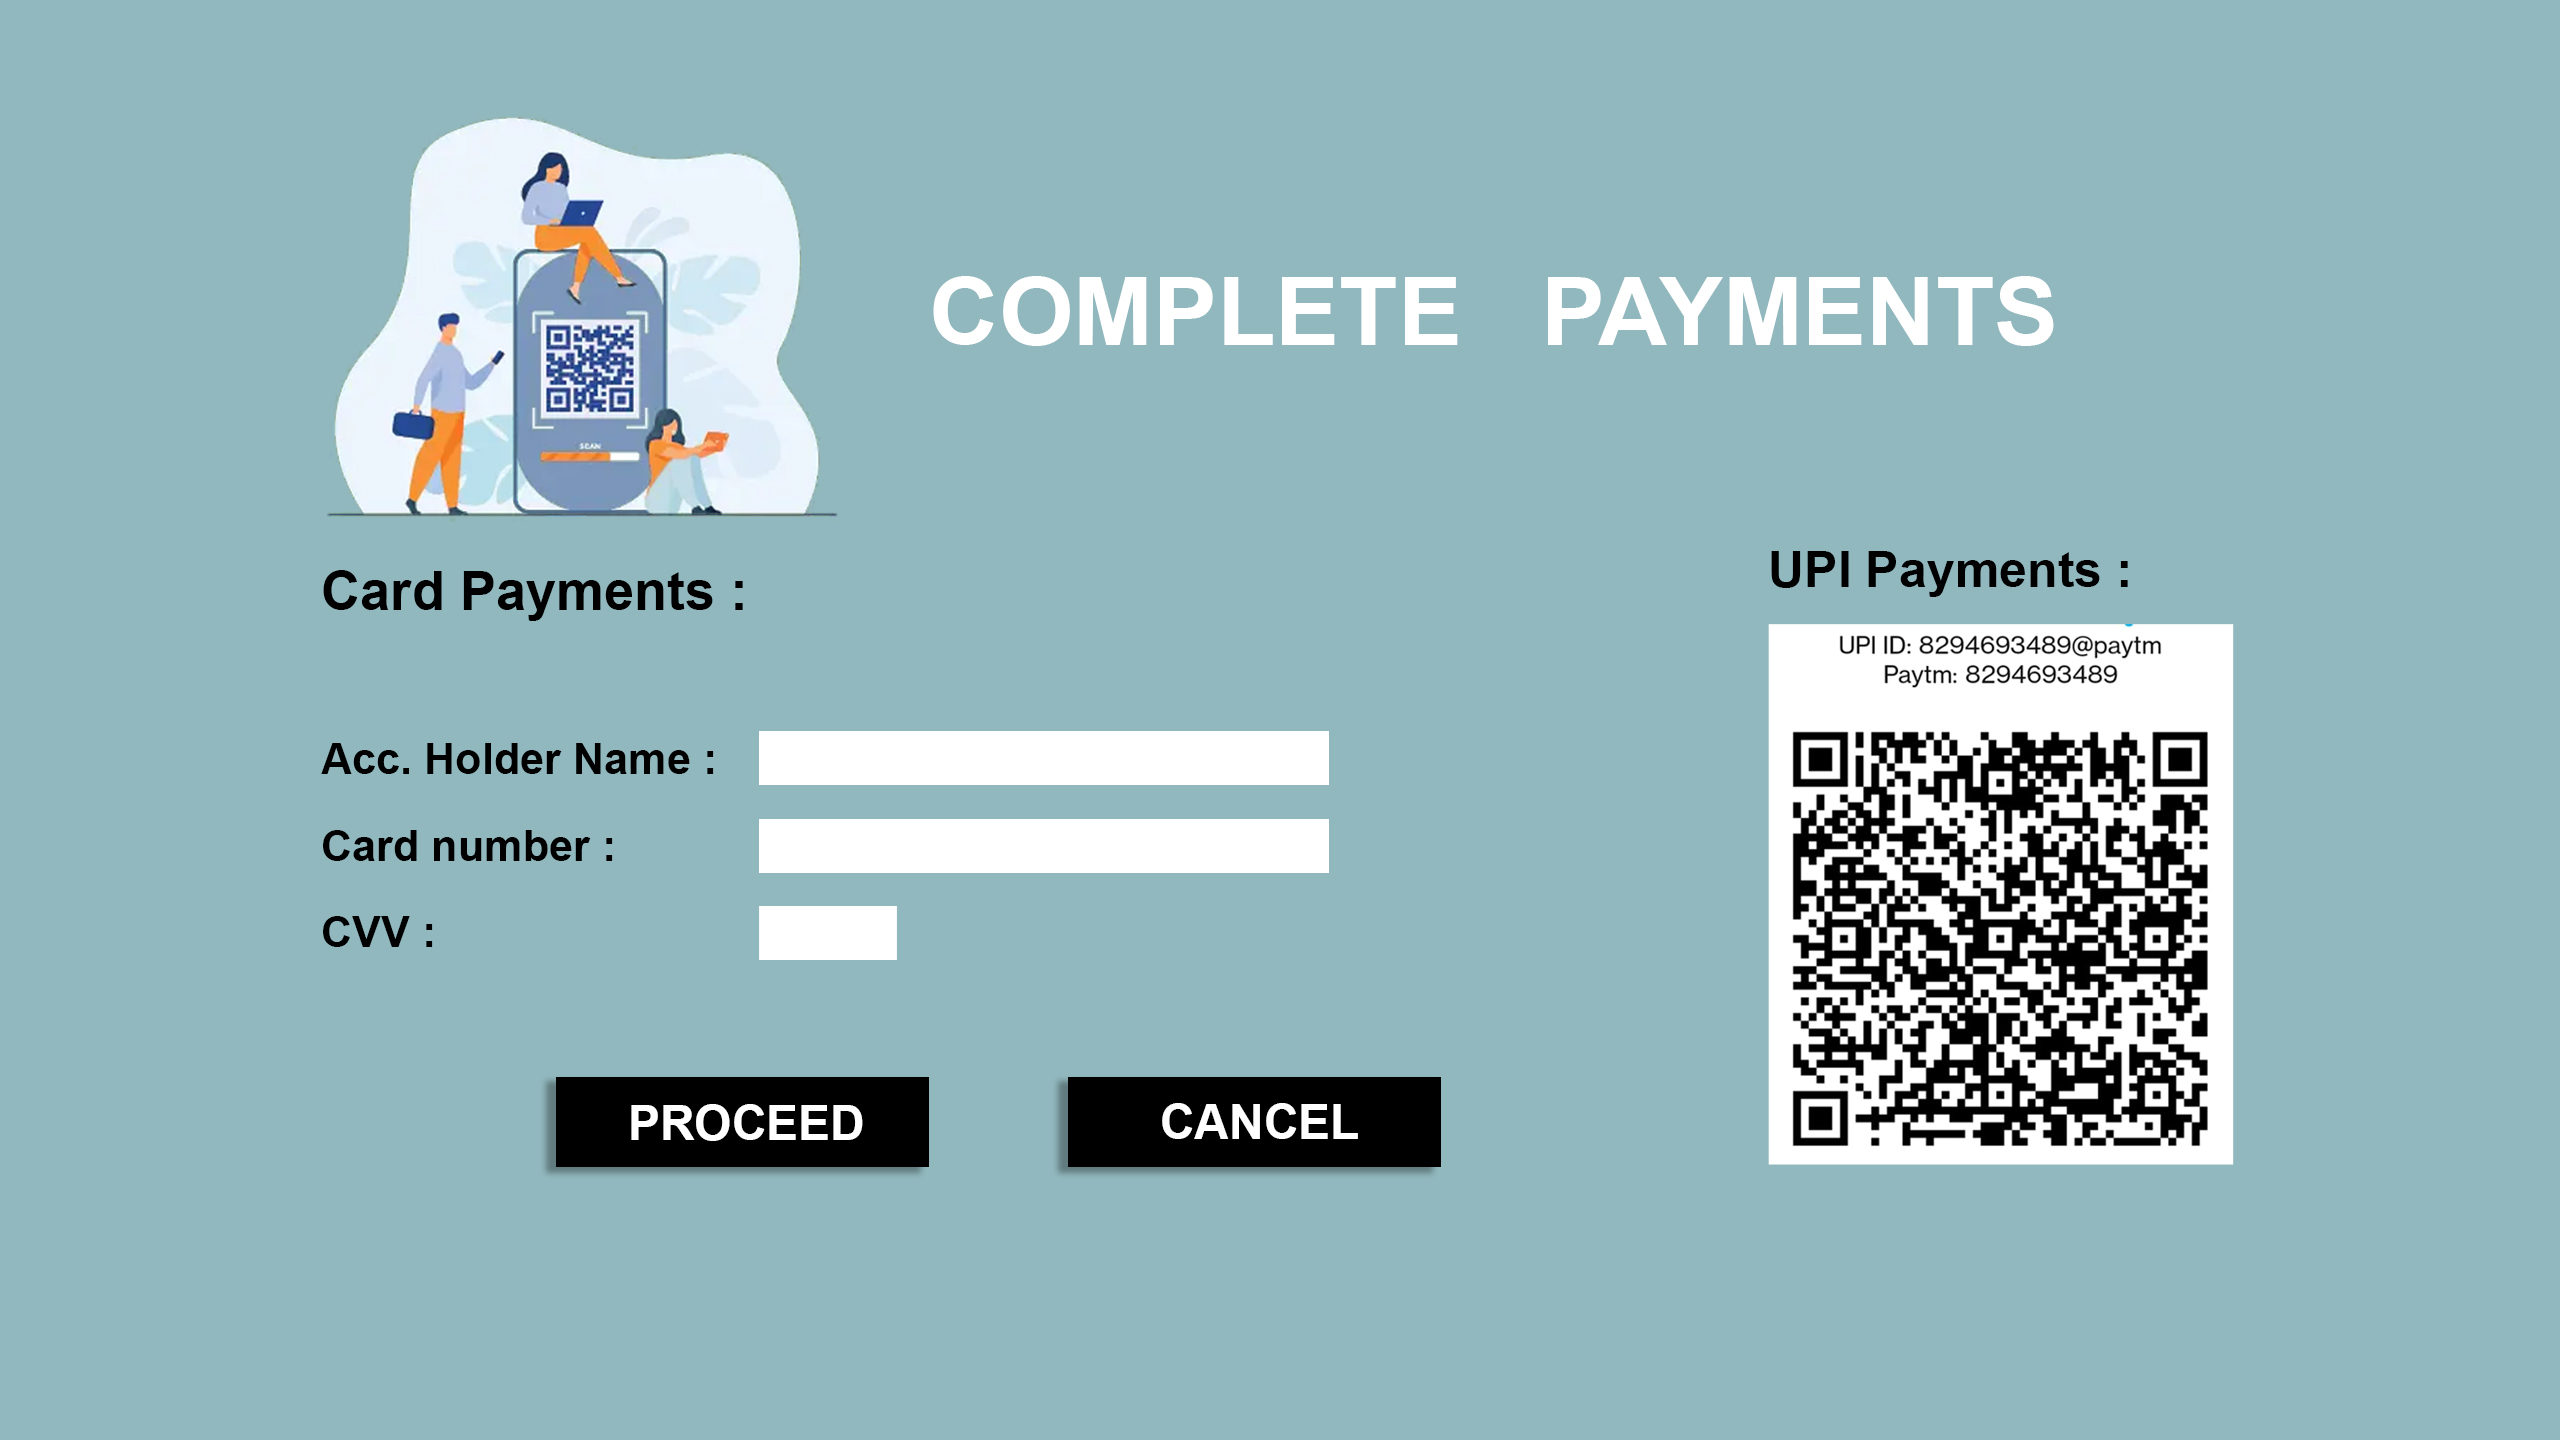 COMPLETE PAYMENTS
SCAN
Card Payments :
Acc. Holder Name :
Card number :
CVV :
PROCEED
CANCEL
UPI Payments :
UPI ID: 8294693489@paytm
Paytm: 8294693489